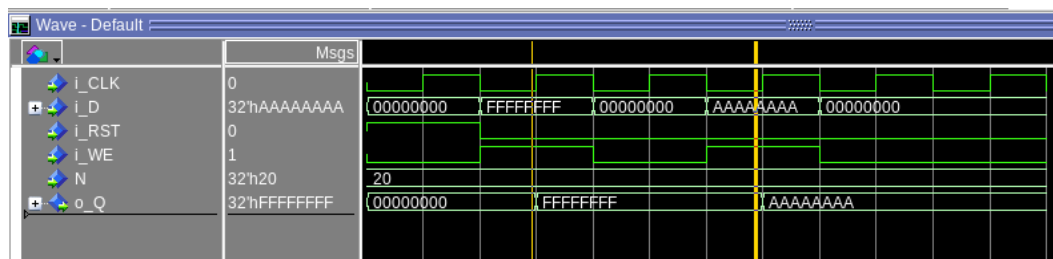 Wave - Default
Msgs
i_CLK 0
i_D 32'hAAAAAAAA 00000000 FFFFFFFF 00000000 AAAAAAAA 00000000
i_RST 0
i_WE 1
N 32'h20 20
o_Q 32'hFFFFFFFF 00000000 FFFFFFFF AAAAAAAA